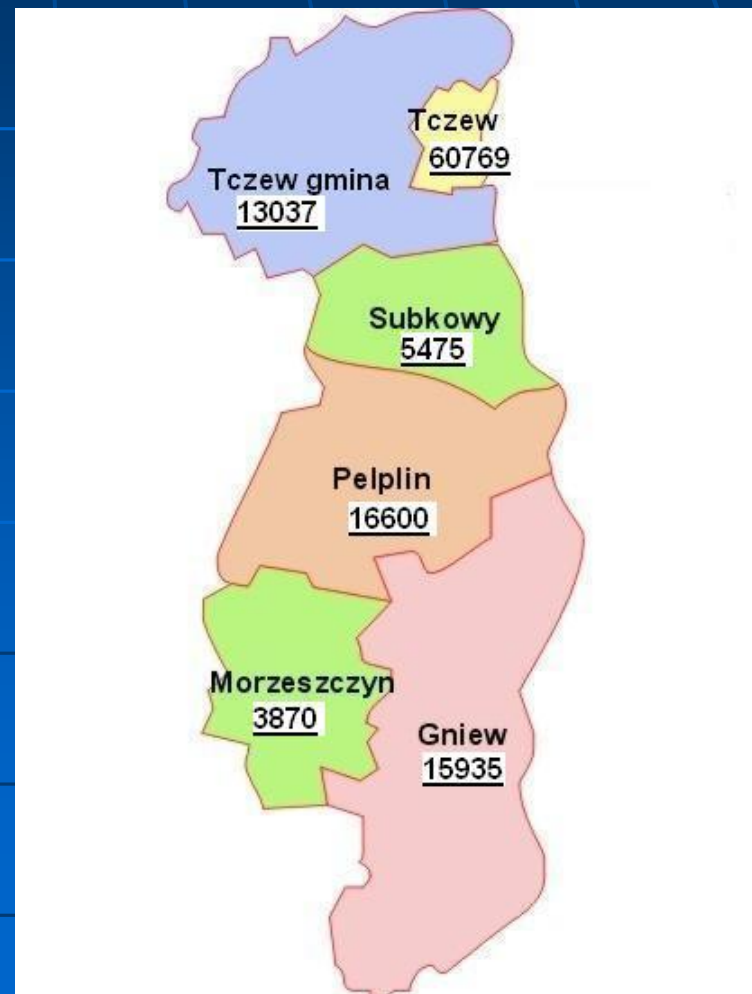 Tczew
60769
Tczew gmina
13037
Subkowy
5475
Pelplin
16600
Morzeszczyn
3870
Gniew
15935